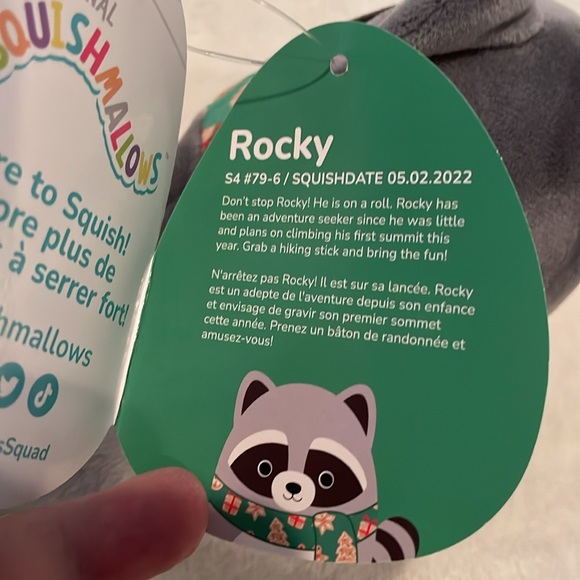 SQUISHMALLOWS
re to Squish!
ore plus de
à serrer fort!
hmallows
sSquad
Rocky
S4 #79-6 / SQUISHDATE 05.02.2022
Don't stop Rocky! He is on a roll. Rocky has
been an adventure seeker since he was little
and plans on climbing his first summit this
year. Grab a hiking stick and bring the fun!
N'arrêtez pas Rocky! Il est sur sa lancée. Rocky
est un adepte de l'aventure depuis son enfance
et envisage de gravir son premier sommet
cette année. Prenez un bâton de randonnée et
amusez-vous!